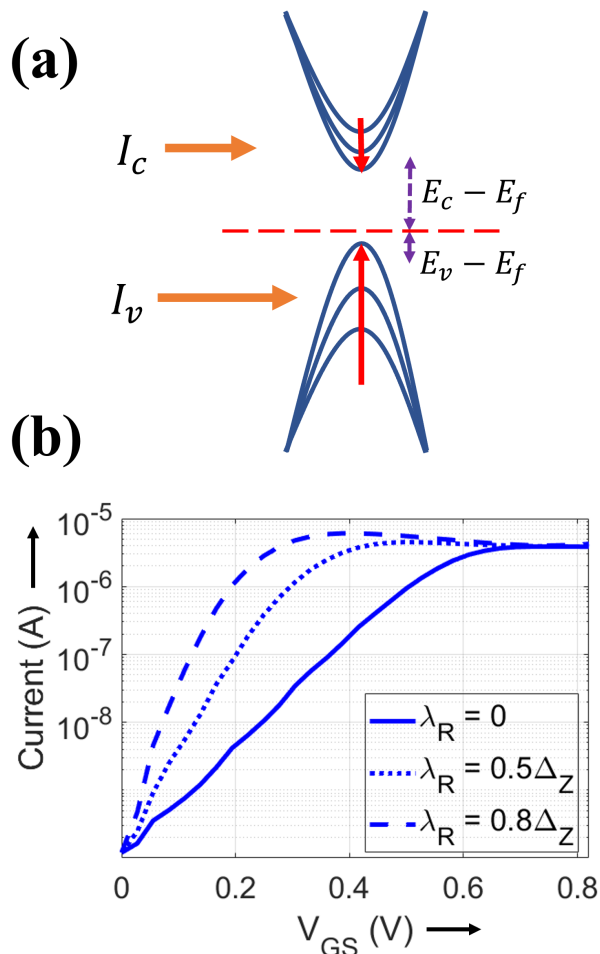 (a)
I_c
E_c − E_f
E_v − E_f
I_v
(b)
Current (A)
10^-5
10^-6
10^-7
10^-8
λ_R = 0
λ_R = 0.5Δ_Z
λ_R = 0.8Δ_Z
0 0.2 0.4 0.6 0.8
V_GS (V)